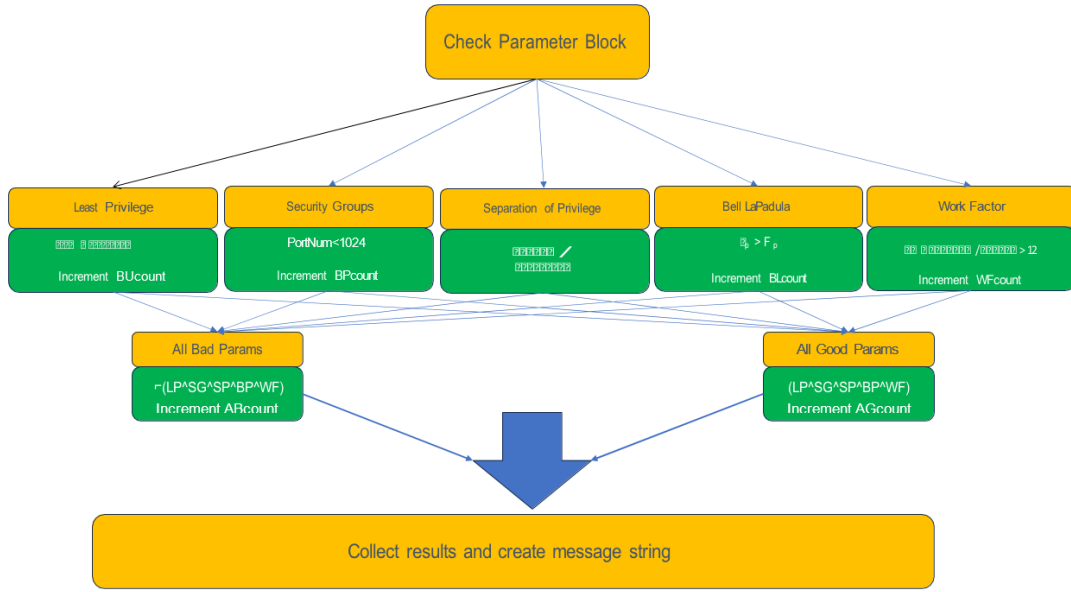 Check Parameter Block
Least Privilege
Security Groups
Separation of Privilege
Bell LaPadula
Work Factor
PortNum<1024
/
p > F p
/ > 12
Increment BUcount
Increment BPcount
Increment BLcount
Increment WFcount
All Bad Params
All Good Params
⌐(LP^SG^SP^BP^WF)
(LP^SG^SP^BP^WF)
Increment ABcount
Increment AGcount
Collect results and create message string